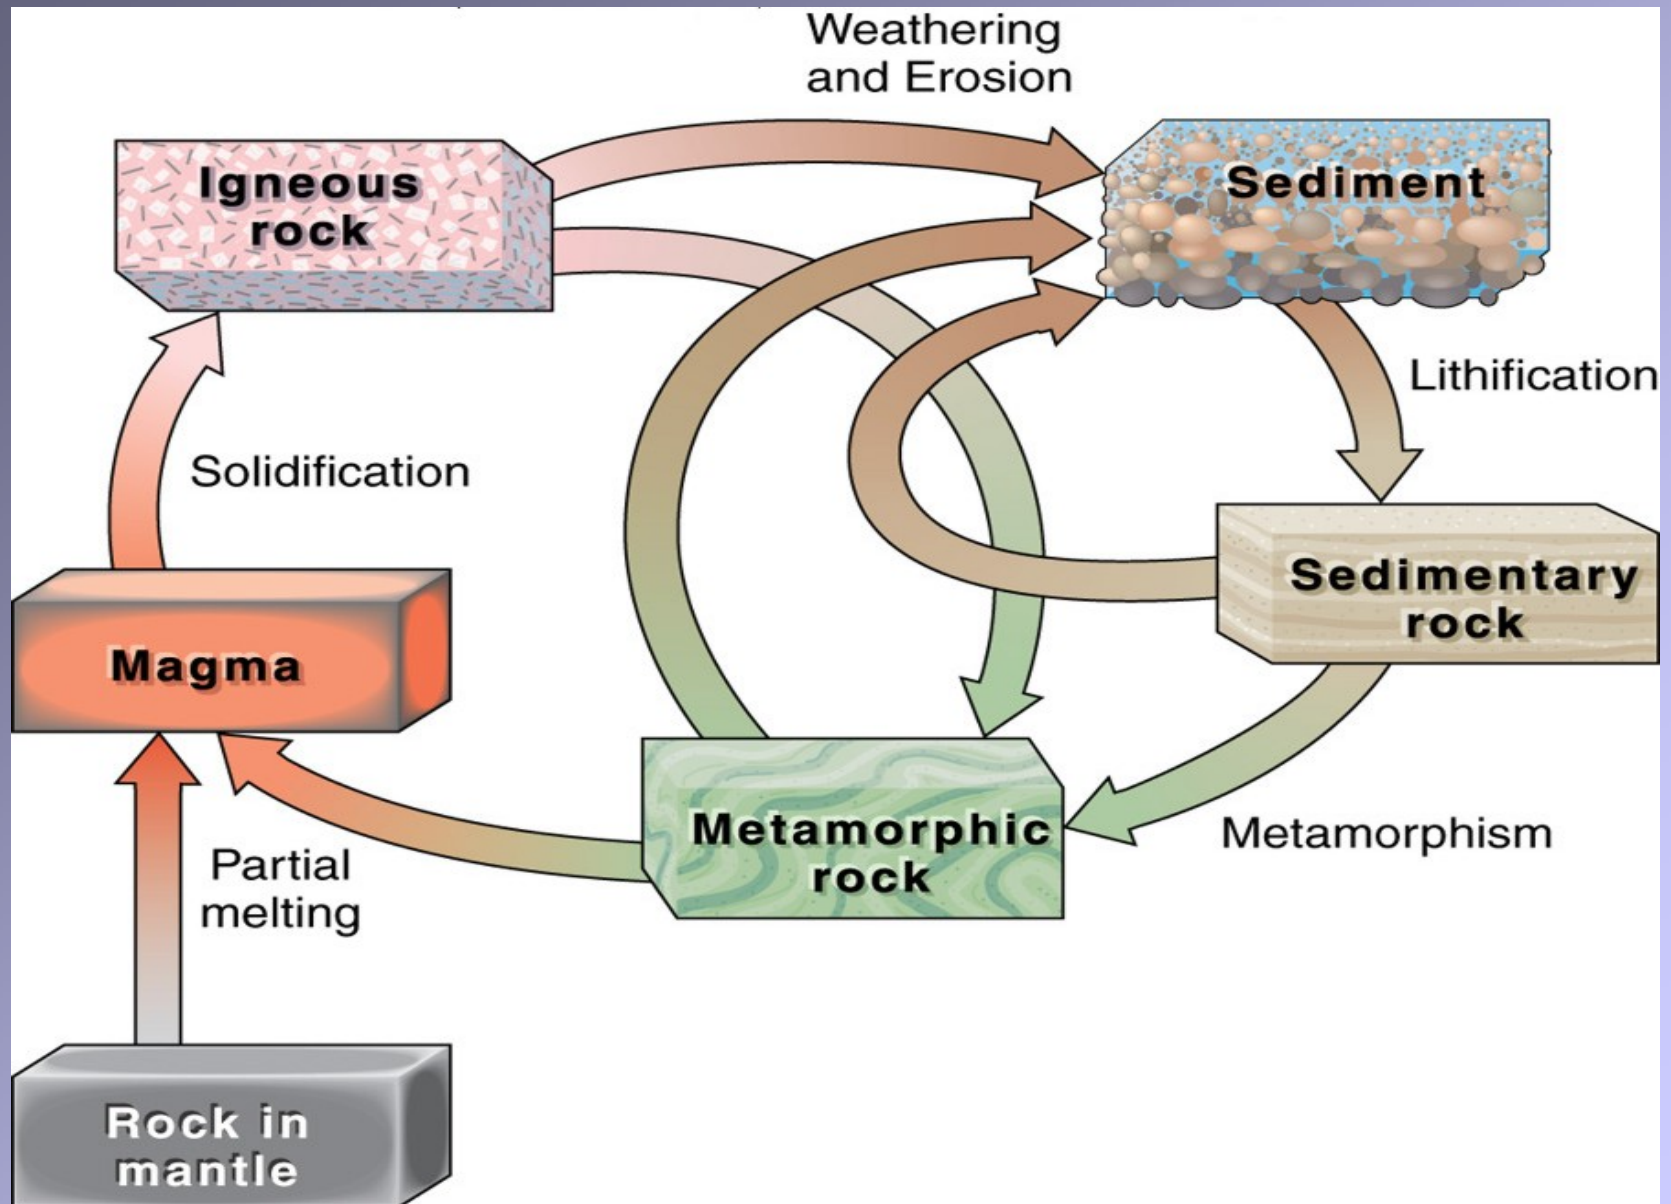 Weathering
and Erosion
Igneous
rock
Sediment
Lithification
Solidification
Sedimentary
rock
Magma
Metamorphic
rock
Metamorphism
Partial
melting
Rock in
mantle